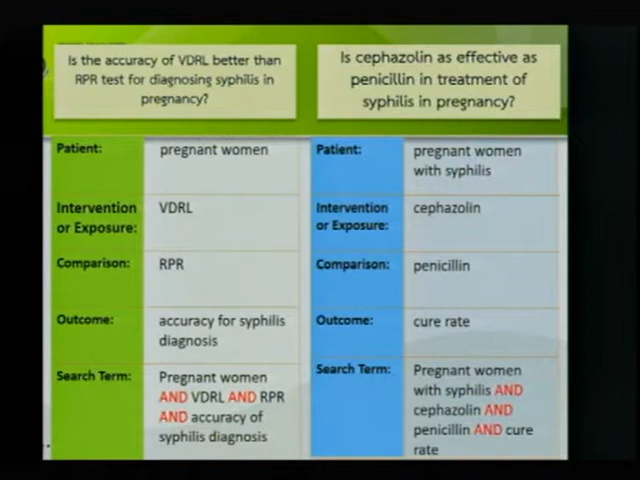 Is the accuracy of VDRL better than
RPR test for diagnosing syphilis in
pregnancy?
Is cephazolin as effective as
penicillin in treatment of
syphilis in pregnancy?
Patient:
pregnant women
Intervention
or Exposure:
VDRL
Comparison:
RPR
Outcome:
accuracy for syphilis
diagnosis
Search Term:
Pregnant women
AND VDRL AND RPR
AND accuracy of
syphilis diagnosis
Patient:
pregnant women
with syphilis
Intervention
or Exposure:
cephazolin
Comparison:
penicillin
Outcome:
cure rate
Search Term:
Pregnant women
with syphilis AND
cephazolin AND
penicillin AND cure
rate